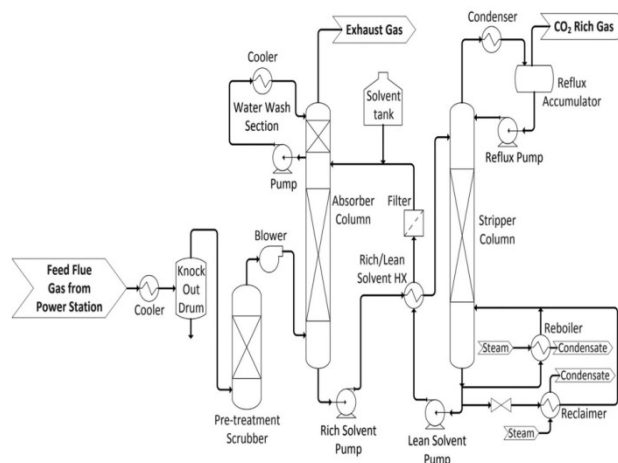 Exhaust Gas
Condenser
CO2 Rich Gas
Cooler
Water Wash
Section
Solvent
tank
Reflux
Accumulator
Pump
Reflux Pump
Absorber
Column
Filter
Stripper
Column
Blower
Rich/Lean
Solvent HX
Feed Flue
Gas from
Power Station
Knock
Out
Drum
Cooler
Reboiler
Steam
Condensate
Condensate
Pre-treatment
Scrubber
Rich Solvent
Pump
Lean Solvent
Pump
Reclaimer
Steam